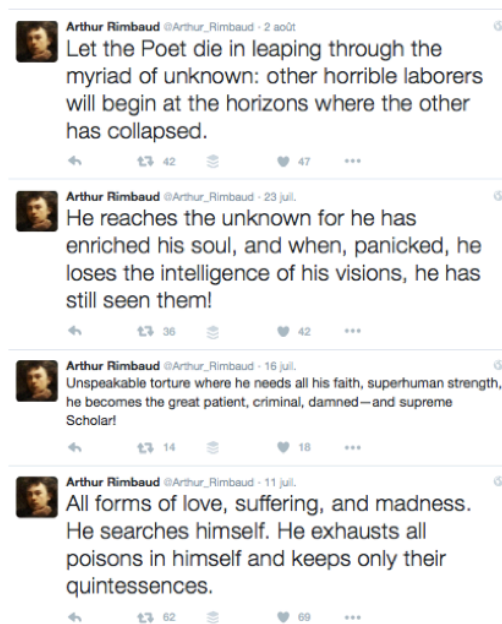 Arthur Rimbaud @Arthur_Rimbaud · 2 août
Let the Poet die in leaping through the
myriad of unknown: other horrible laborers
will begin at the horizons where the other
has collapsed.
42 47
Arthur Rimbaud @Arthur_Rimbaud · 23 juil.
He reaches the unknown for he has
enriched his soul, and when, panicked, he
loses the intelligence of his visions, he has
still seen them!
36 42
Arthur Rimbaud @Arthur_Rimbaud · 16 juil.
Unspeakable torture where he needs all his faith, superhuman strength,
he becomes the great patient, criminal, damned—and supreme
Scholar!
14 18
Arthur Rimbaud @Arthur_Rimbaud · 11 juil.
All forms of love, suffering, and madness.
He searches himself. He exhausts all
poisons in himself and keeps only their
quintessences.
62 69